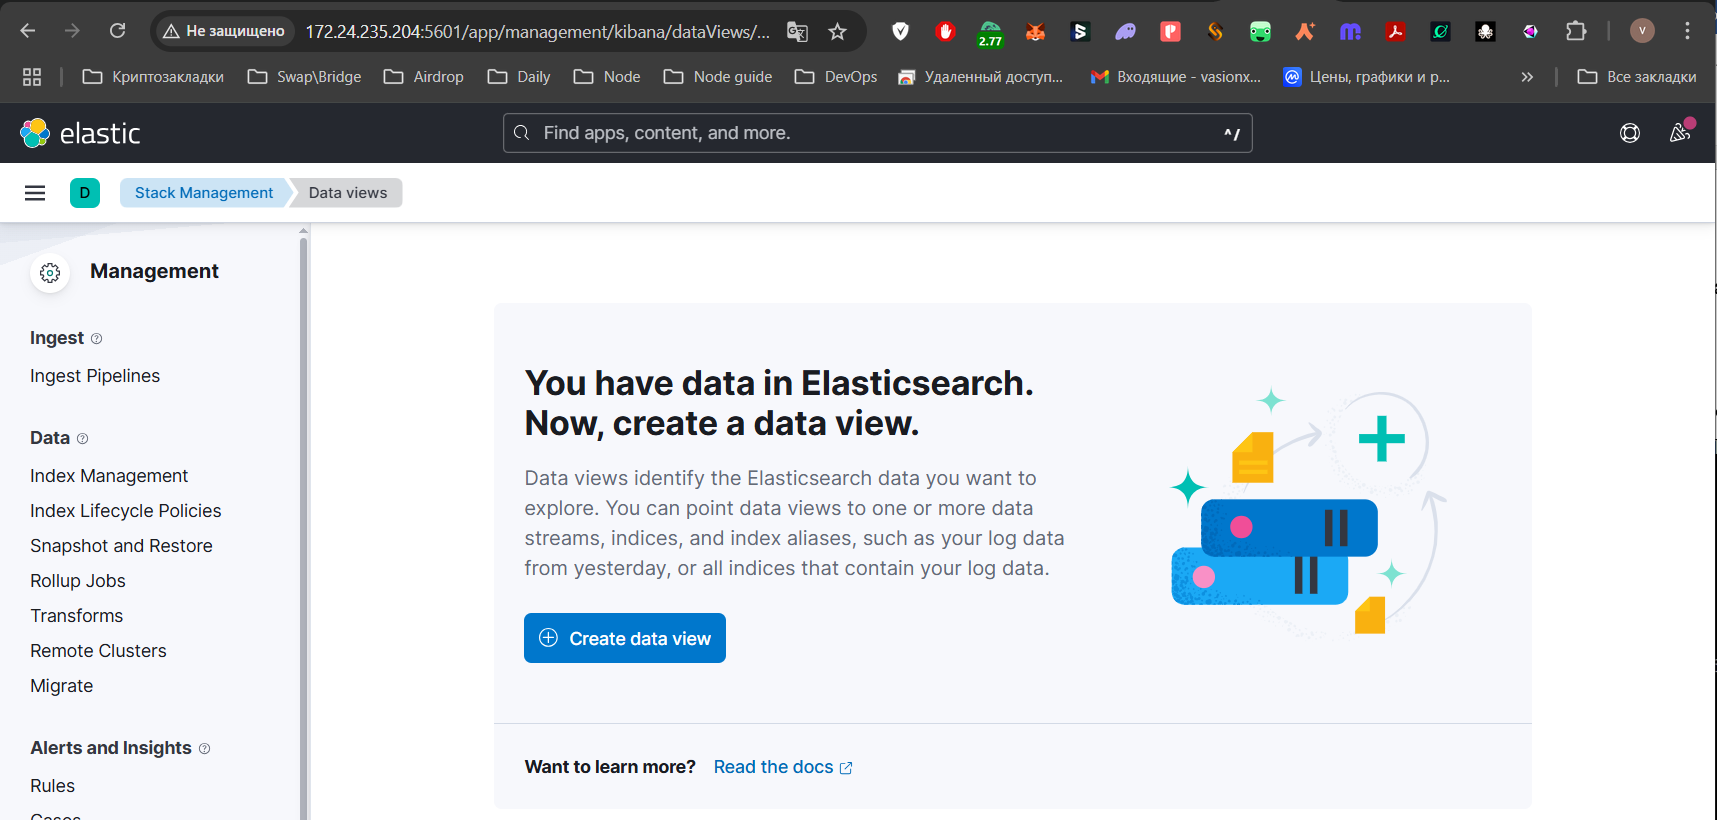 Не защищено
172.24.235.204:5601/app/management/kibana/dataViews/...
2.77
V
Криптозакладки
Swap\Bridge
Airdrop
Daily
Node
Node guide
DevOps
Удаленный доступ...
Входящие - vasionx...
Цены, графики и р...
»
Все закладки
elastic
Find apps, content, and more.
^/
D
Stack Management
Data views
Management
Ingest
Ingest Pipelines
Data
Index Management
Index Lifecycle Policies
Snapshot and Restore
Rollup Jobs
Transforms
Remote Clusters
Migrate
Alerts and Insights
Rules
Cases
You have data in Elasticsearch.
Now, create a data view.
Data views identify the Elasticsearch data you want to
explore. You can point data views to one or more data
streams, indices, and index aliases, such as your log data
from yesterday, or all indices that contain your log data.
Create data view
Want to learn more?
Read the docs